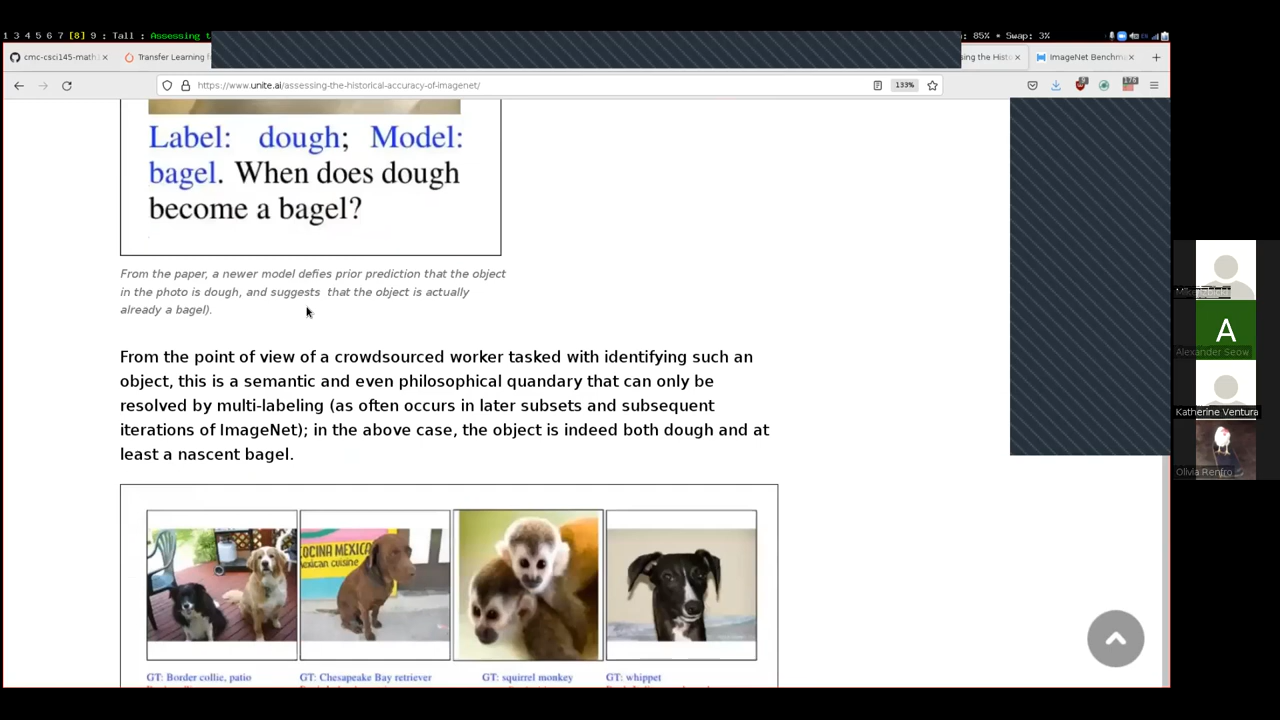 1 3 4 5 6 7 [8] 9 : Tall : Assessing t
: 85% * Swap: 3%
cmc-csci145-math
Transfer Learning f
sing the Histo
ImageNet Benchm
https://www.unite.ai/assessing-the-historical-accuracy-of-imagenet/
133%
9
176
Label: dough; Model:
bagel. When does dough
become a bagel?
From the paper, a newer model defies prior prediction that the object
in the photo is dough, and suggests that the object is actually
already a bagel).
From the point of view of a crowdsourced worker tasked with identifying such an
object, this is a semantic and even philosophical quandary that can only be
resolved by multi-labeling (as often occurs in later subsets and subsequent
iterations of ImageNet); in the above case, the object is indeed both dough and at
least a nascent bagel.
COCINA MEXICA
exican cuisine
GT: Border collie, patio
GT: Chesapeake Bay retriever
GT: squirrel monkey
GT: whippet
A
Alexander Seow
Katherine Ventura
Olivia Renfro